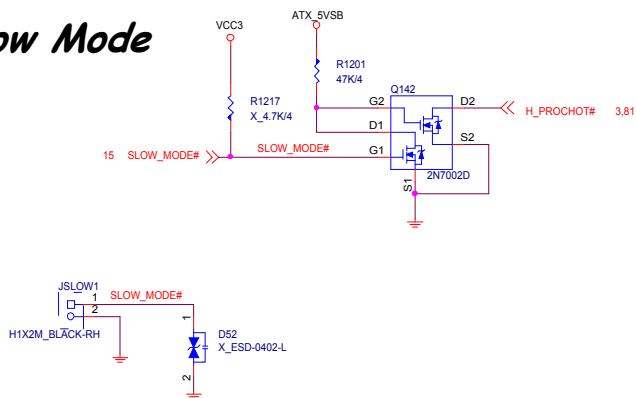 ow Mode
VCC3
ATX_5VSB
R1217
X_4.7K/4
R1201
47K/4
Q142
G2
D2
H_PROCHOT# 3,81
D1
S2
15 SLOW_MODE#
SLOW_MODE#
G1
S1
2N7002D
JSLOW1
1
SLOW_MODE#
2
H1X2M_BLACK-RH
1
D52
X_ESD-0402-L
2